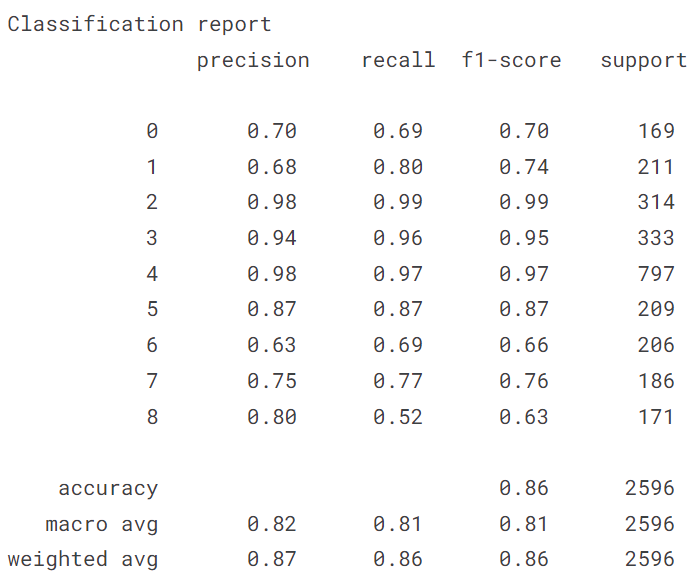 Classification report
precision recall f1-score support
0 0.70 0.69 0.70 169
1 0.68 0.80 0.74 211
2 0.98 0.99 0.99 314
3 0.94 0.96 0.95 333
4 0.98 0.97 0.97 797
5 0.87 0.87 0.87 209
6 0.63 0.69 0.66 206
7 0.75 0.77 0.76 186
8 0.80 0.52 0.63 171
accuracy 0.86 2596
macro avg 0.82 0.81 0.81 2596
weighted avg 0.87 0.86 0.86 2596